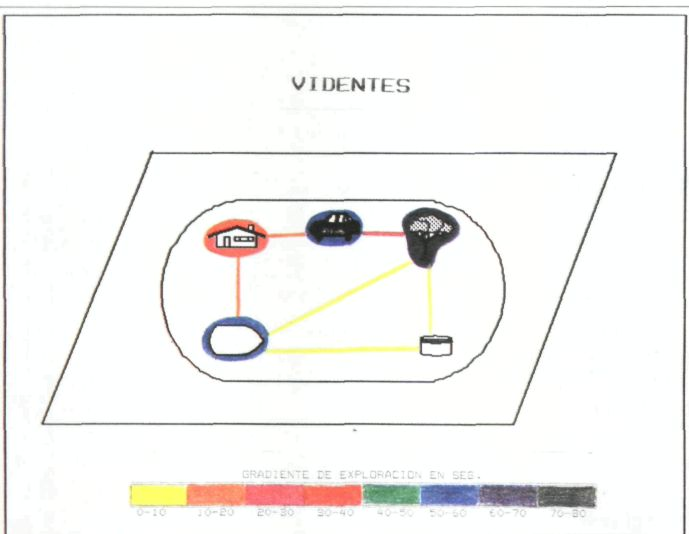 VIDENTES
GRADIENTE DE EXPLORACION EN SEG.
0-10 10-20 20-30 30-40 40-50 50-60 60-70 70-80